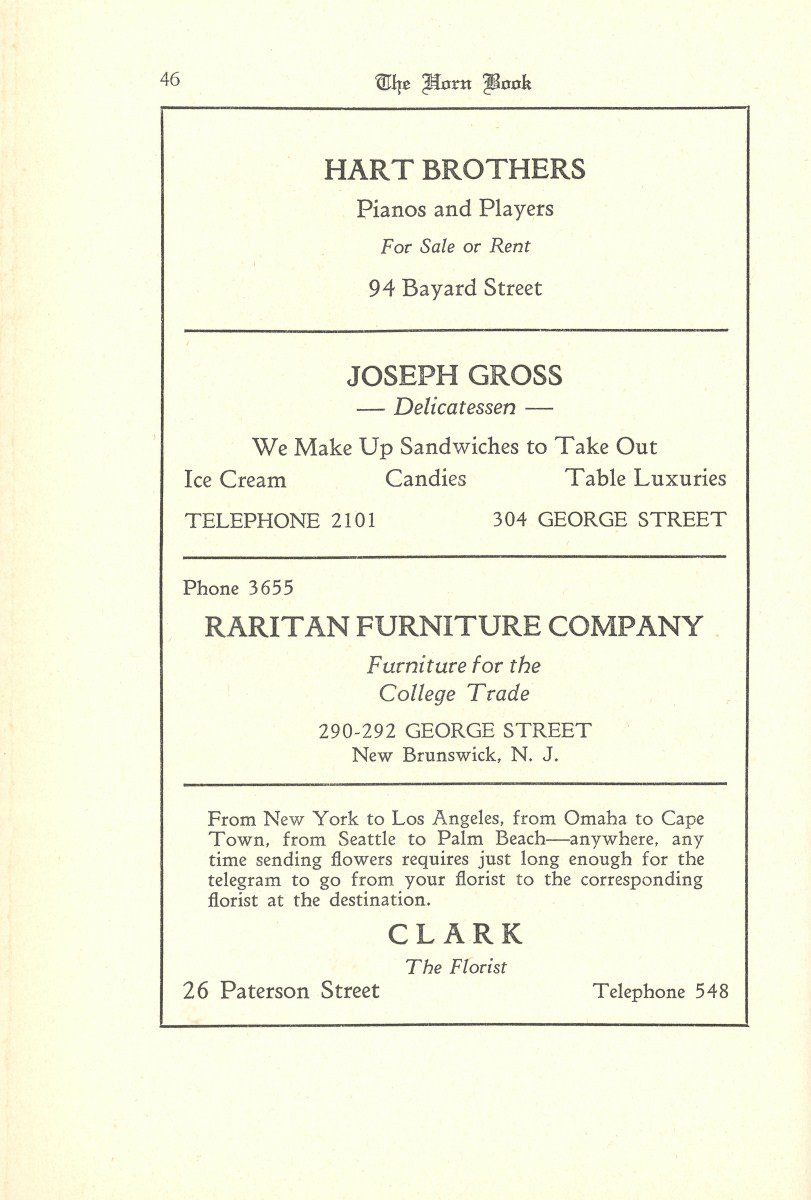 46 The Horn Book
HART BROTHERS
Pianos and Players
For Sale or Rent
94 Bayard Street
JOSEPH GROSS
— Delicatessen —
We Make Up Sandwiches to Take Out
Ice Cream Candies Table Luxuries
TELEPHONE 2101 304 GEORGE STREET
Phone 3655
RARITAN FURNITURE COMPANY
Furniture for the
College Trade
290-292 GEORGE STREET
New Brunswick, N. J.
From New York to Los Angeles, from Omaha to Cape
Town, from Seattle to Palm Beach—anywhere, any
time sending flowers requires just long enough for the
telegram to go from your florist to the corresponding
florist at the destination.
CLARK
The Florist
26 Paterson Street Telephone 548